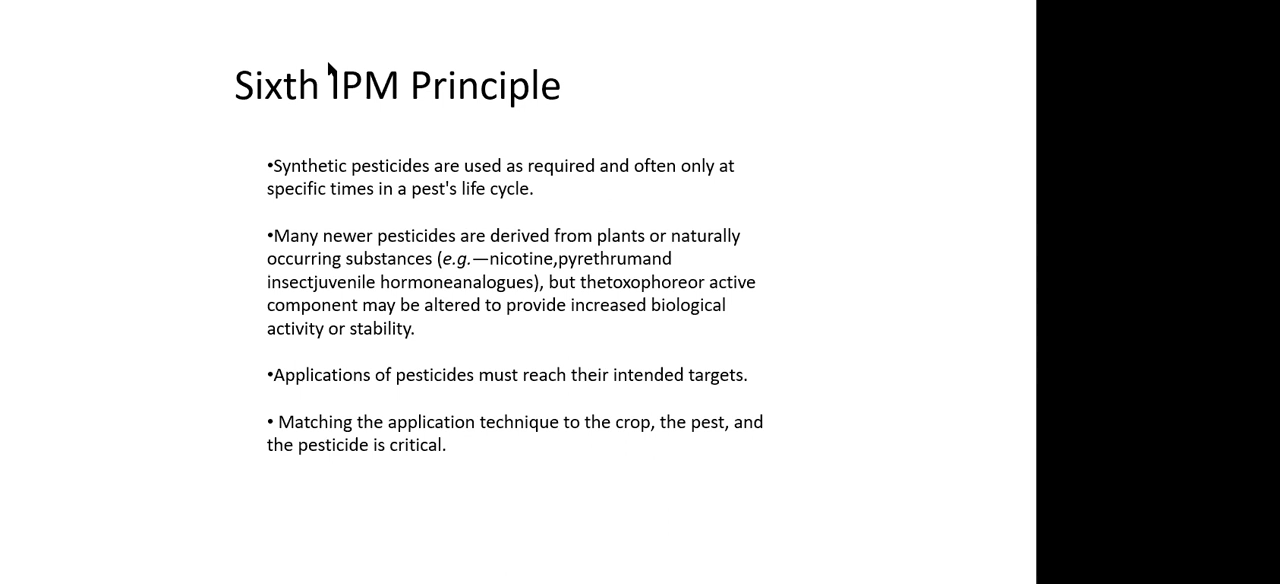 Sixth IPM Principle
•Synthetic pesticides are used as required and often only at
specific times in a pest's life cycle.
•Many newer pesticides are derived from plants or naturally
occurring substances (e.g.—nicotine,pyrethrumand
insectjuvenile hormoneanalogues), but thetoxophoreor active
component may be altered to provide increased biological
activity or stability.
•Applications of pesticides must reach their intended targets.
• Matching the application technique to the crop, the pest, and
the pesticide is critical.